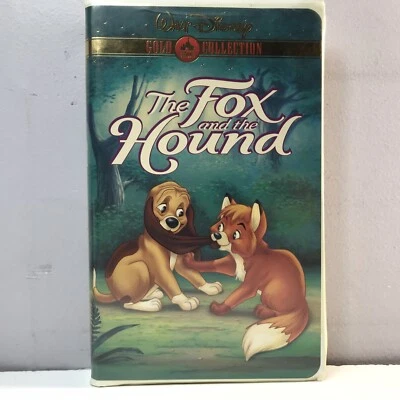 Walt Disney
GOLD COLLECTION
The Fox
and the
Hound